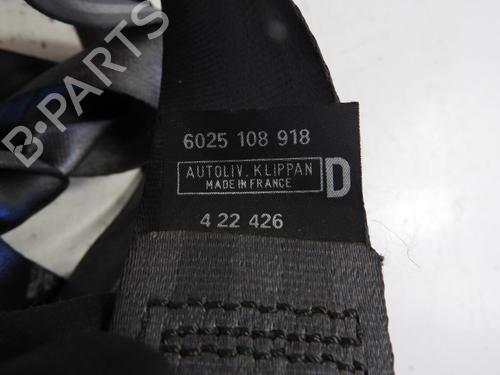 B-PARTS
6025 108 918
AUTOLIV. KLIPPAN
MADE IN FRANCE
D
4 22 426